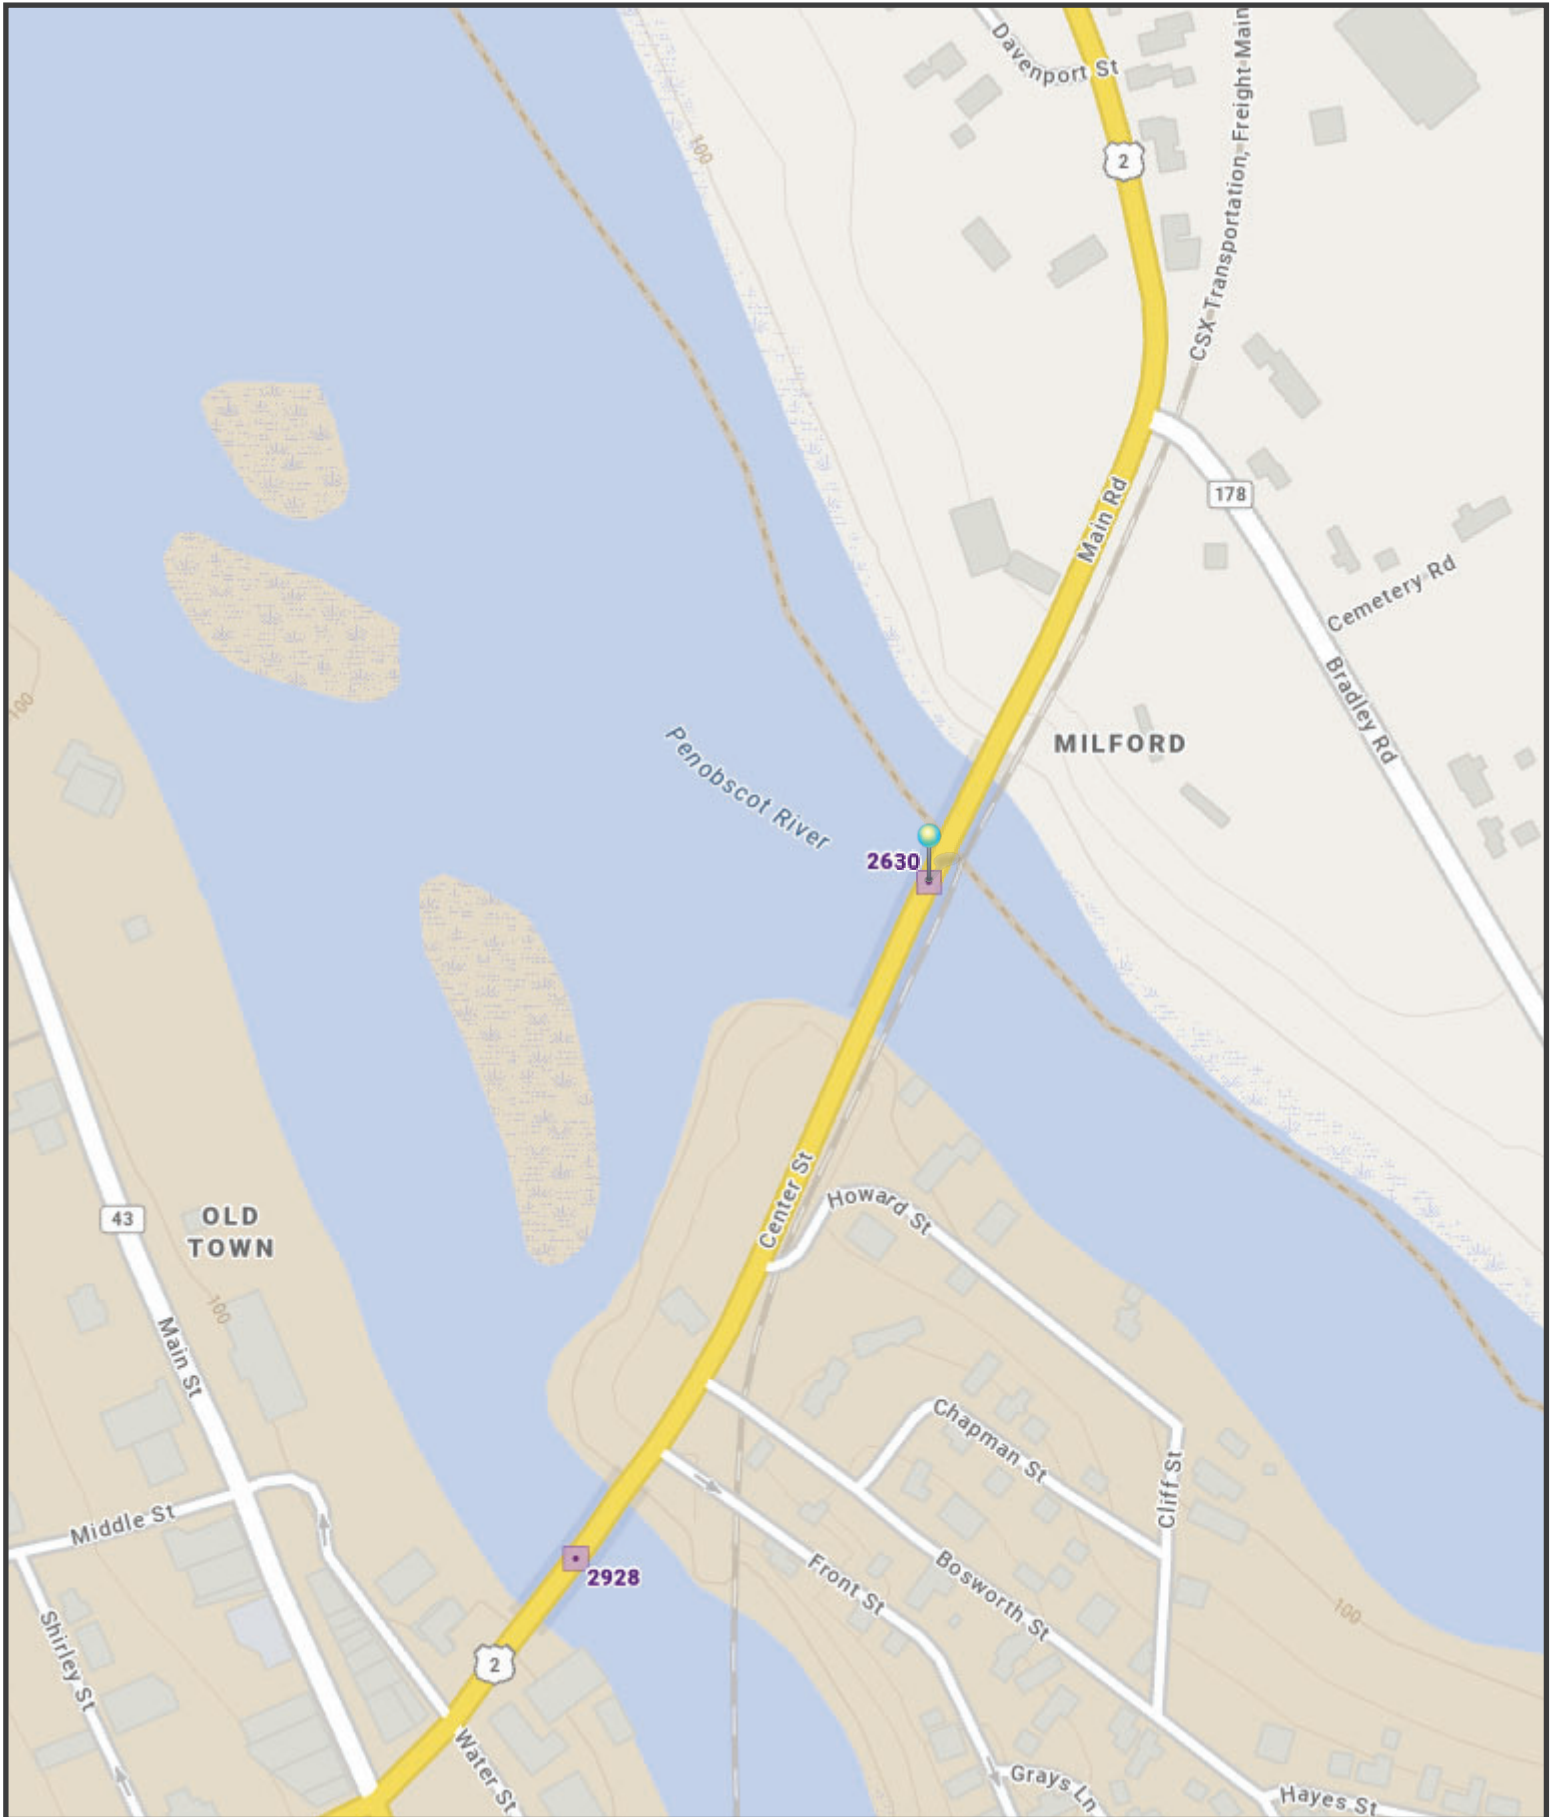 Davenport St
100
2
CSX Transportation, Freight Main
Main Rd
178
Cemetery Rd
Bradley Rd
100
MILFORD
Penobscot River
2630
Center St
Howard St
43
OLD
TOWN
100
Main St
Chapman St
Cliff St
Middle St
Front St
Bosworth St
2928
100
Shirley St
2
Water St
Grays Ln
Hayes St